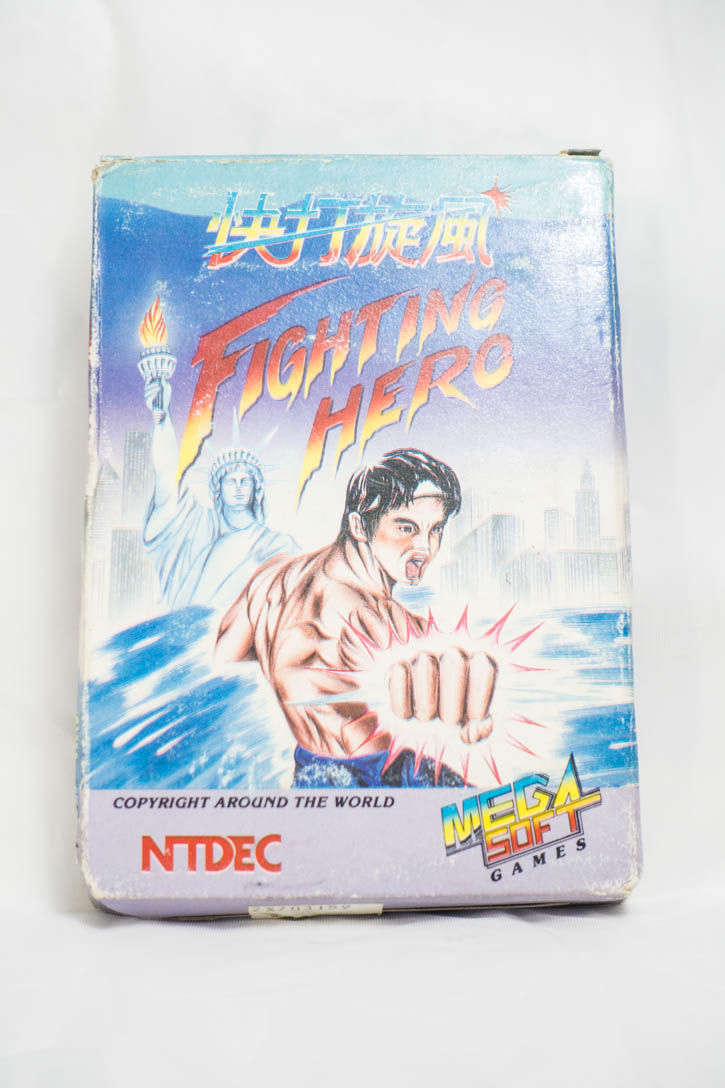 快打旋風
FIGHTING
HERO
COPYRIGHT AROUND THE WORLD
NTDEC
MEGA
SOFT
GAMES